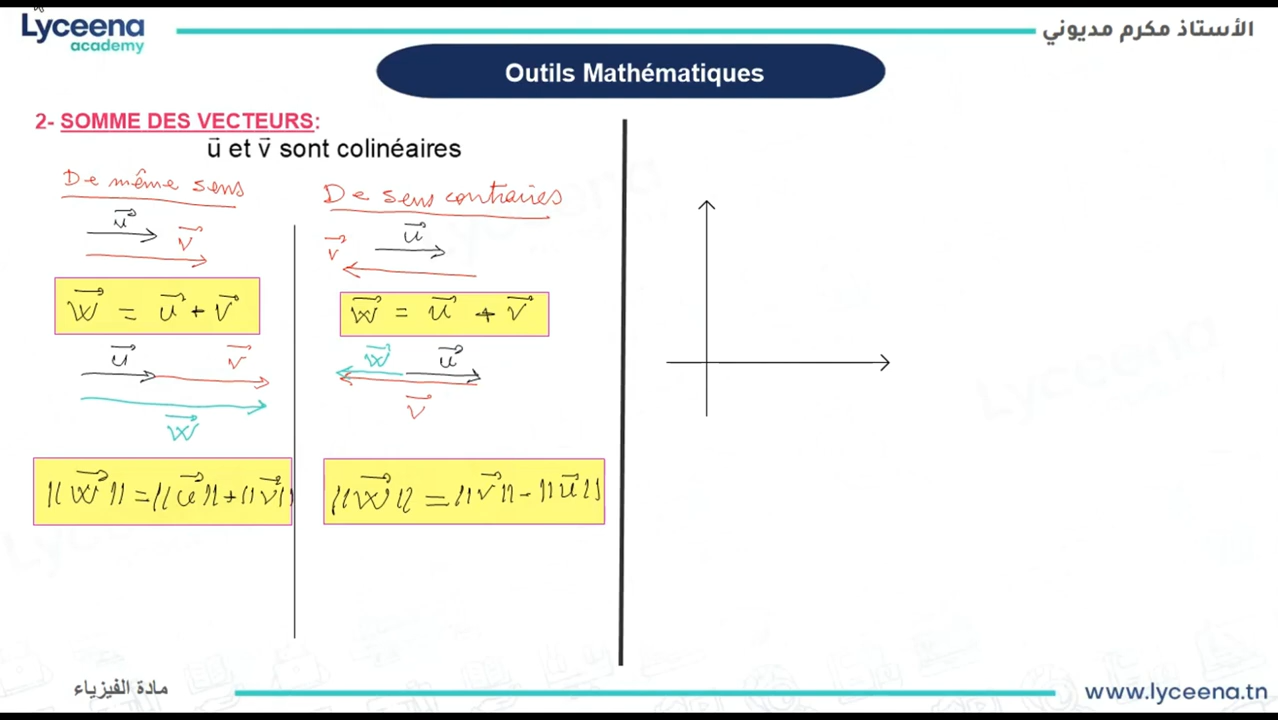 Lyceena
academy
الأستاذ مكرم مديوني
Outils Mathématiques
2- SOMME DES VECTEURS:
u⃗ et v⃗ sont colinéaires
De même sens
u⃗
v⃗
w⃗ = u⃗ + v⃗
u⃗ v⃗
w⃗
||w⃗|| = ||u⃗|| + ||v⃗||
De sens contraires
v⃗ u⃗
w⃗ = u⃗ + v⃗
w⃗ u⃗
v⃗
||w⃗|| = ||v⃗|| - ||u⃗||
مادة الفيزياء
www.lyceena.tn